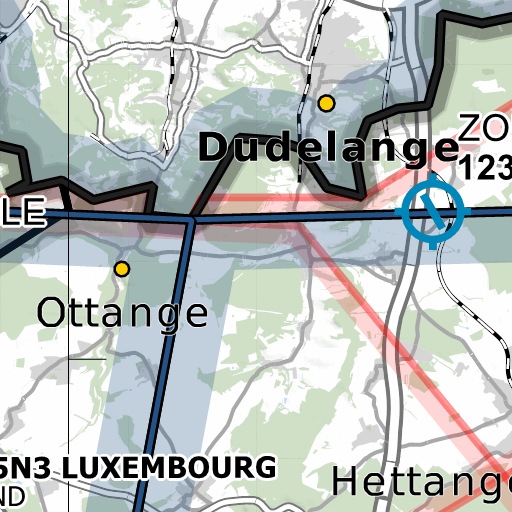 Dudelange
ZO
123
LE
Ottange
5N3 LUXEMBOURG
ND
Hettange